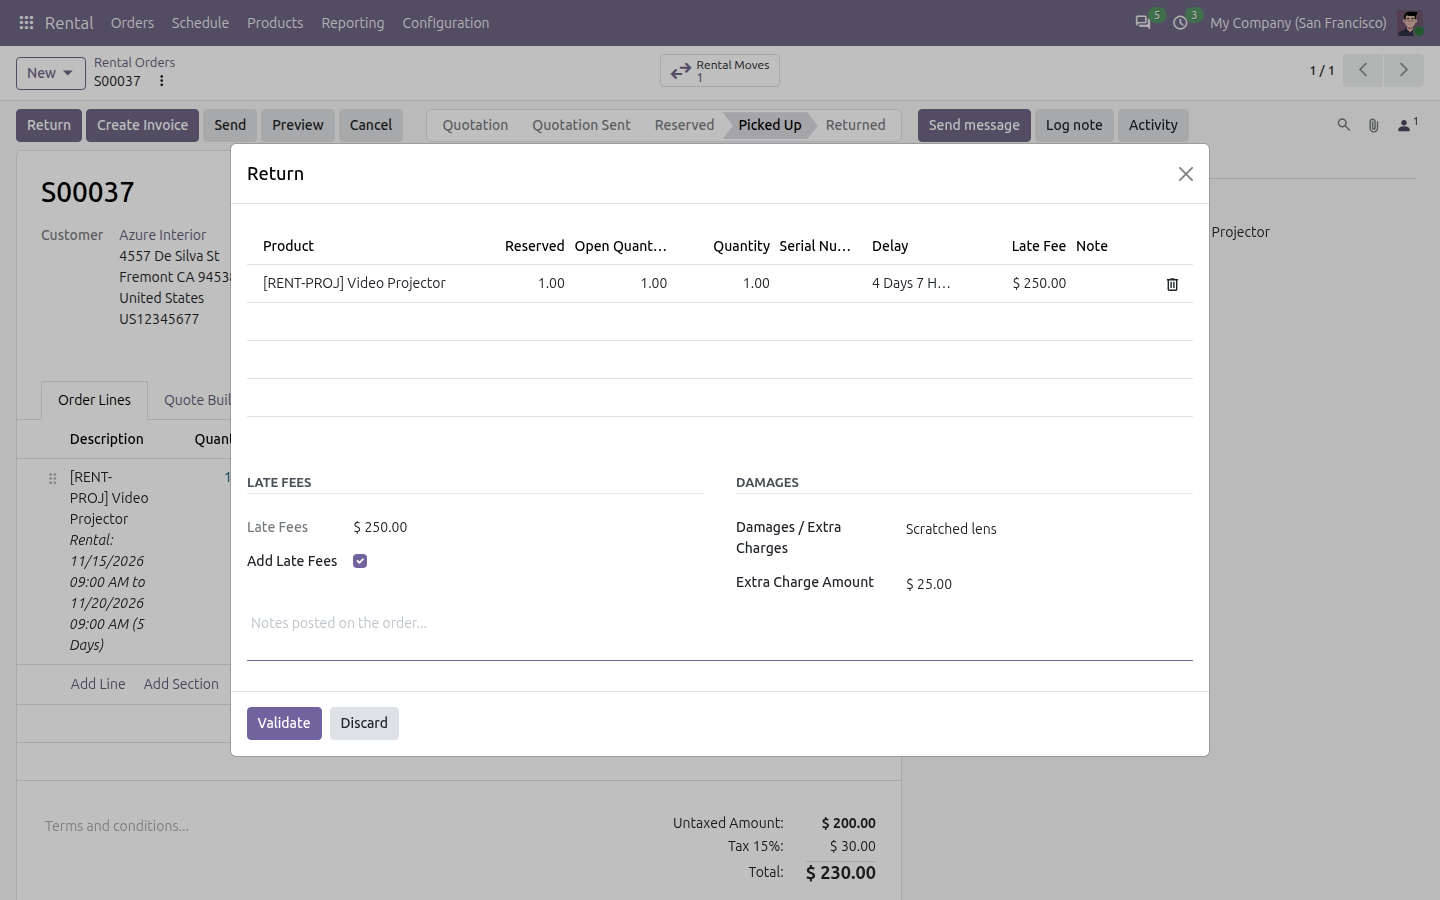 Rental Orders Schedule Products Reporting Configuration 5 3 My Company (San Francisco)
New Rental Orders Rental Moves
S00037 1 1 / 1
Return Create Invoice Send Preview Cancel Quotation Quotation Sent Reserved Picked Up Returned Send message Log note Activity 1
Return
S00037
Customer Azure Interior
4557 De Silva St
Fremont CA 9453
United States
US12345677
Projector
Product Reserved Open Quant... Quantity Serial Nu... Delay Late Fee Note
[RENT-PROJ] Video Projector 1.00 1.00 1.00 4 Days 7 H... $ 250.00
Order Lines Quote Buil
Description Quant
[RENT- 1
PROJ] Video
Projector
Rental:
11/15/2026
09:00 AM to
11/20/2026
09:00 AM (5
Days)
Add Line Add Section
LATE FEES
Late Fees $ 250.00
Add Late Fees
DAMAGES
Damages / Extra Scratched lens
Charges
Extra Charge Amount $ 25.00
Notes posted on the order...
Validate Discard
Terms and conditions...
Untaxed Amount: $ 200.00
Tax 15%: $ 30.00
Total: $ 230.00